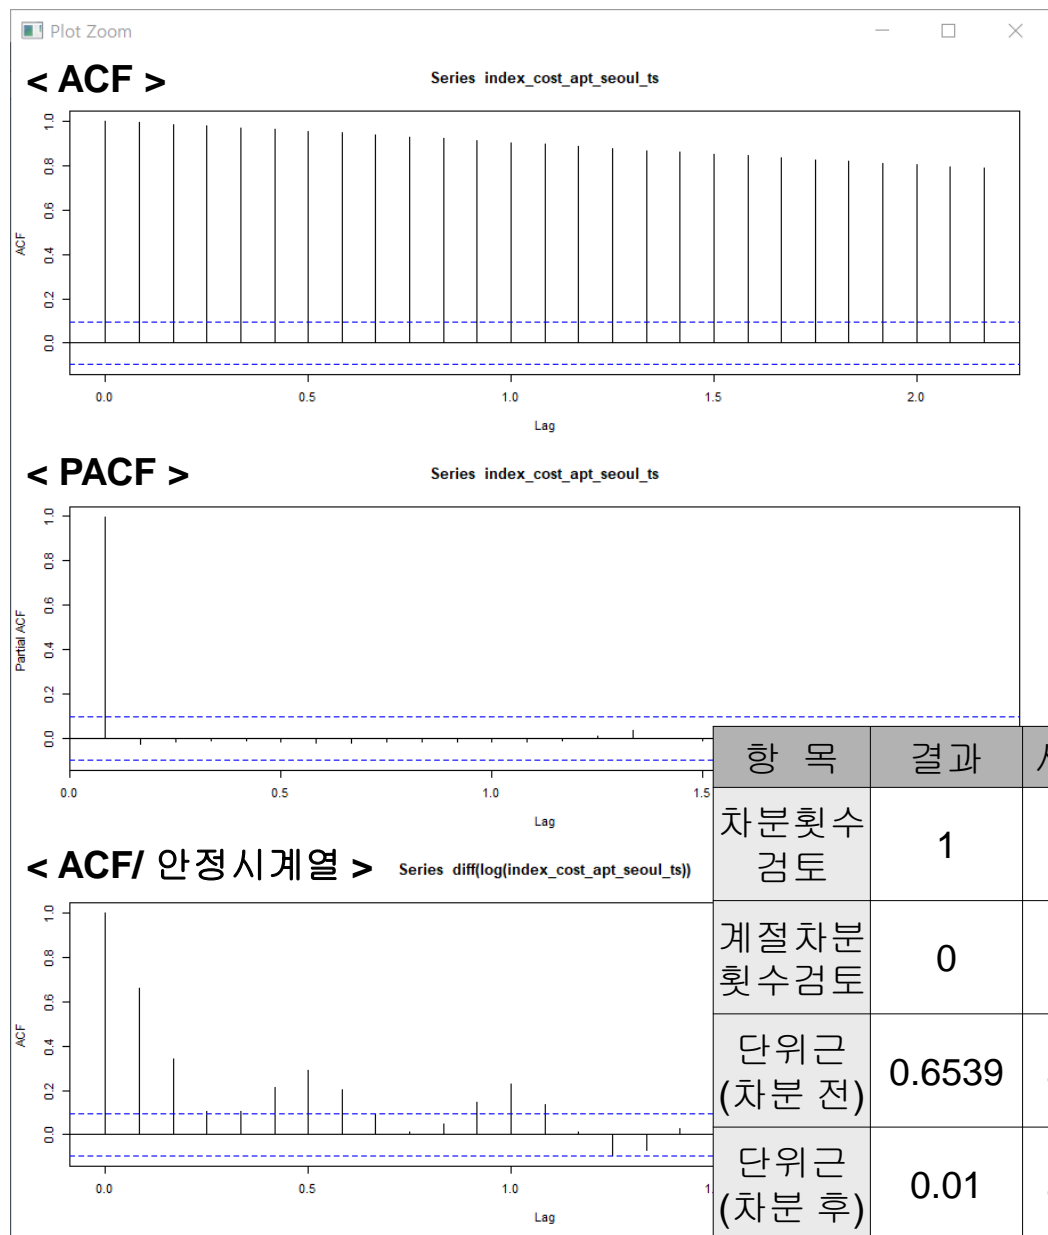 Plot Zoom
< ACF >
Series index_cost_apt_seoul_ts
1.0
0.8
0.6
0.4
0.2
0.0
ACF
0.0 0.5 1.0 1.5 2.0
Lag
< PACF >
Series index_cost_apt_seoul_ts
1.0
0.8
0.6
0.4
0.2
0.0
Partial ACF
0.0 0.5 1.0 1.5
Lag
< ACF/ 안정시계열 >
Series diff(log(index_cost_apt_seoul_ts))
1.0
0.8
0.6
0.4
0.2
0.0
ACF
0.0 0.5 1.0
Lag
항 목 결과
차분횟수
검토
1
계절차분
횟수검토
0
단위근
(차분 전)
0.6539
단위근
(차분 후)
0.01